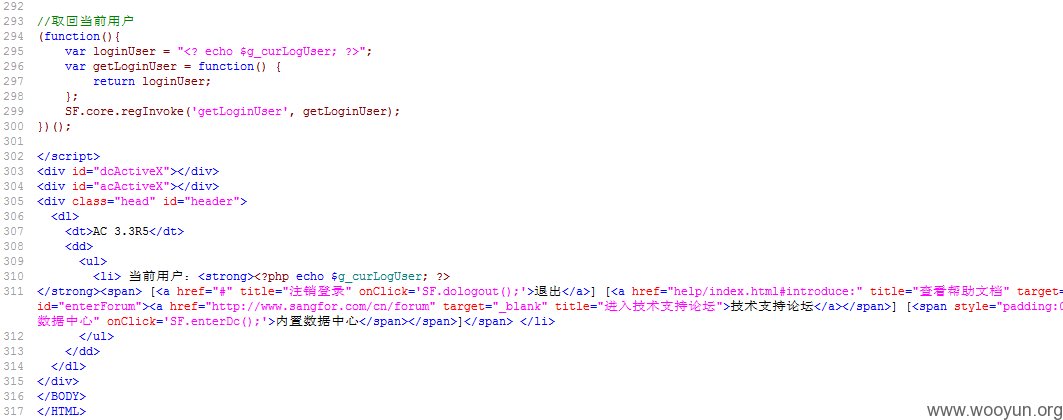 292
293 //取回当前用户
294 (function(){
295 var loginUser = "<? echo $g_curLogUser; ?>";
296 var getLoginUser = function() {
297 return loginUser;
298 };
299 SF.core.regInvoke('getLoginUser', getLoginUser);
300 })();
301
302 </script>
303 <div id="dcActiveX"></div>
304 <div id="acActiveX"></div>
305 <div class="head" id="header">
306 <dl>
307 <dt>AC 3.3R5</dt>
308 <dd>
309 <ul>
310 <li> 当前用户：<strong><?php echo $g_curLogUser; ?>
311 </strong><span> [<a href="#" title="注销登录" onClick='SF.dologout();'>退出</a>] [<a href="help/index.html#introduce:" title="查看帮助文档" target=
id="enterForum"><a href="http://www.sangfor.com/cn/forum" target="_blank" title="进入技术支持论坛">技术支持论坛</a></span>] [<span style="padding:0
数据中心" onClick='SF.enterDc();'>内置数据中心</span></span>]</span> </li>
312 </ul>
313 </dd>
314 </dl>
315 </div>
316 </BODY>
317 </HTML>
www.wooyun.org